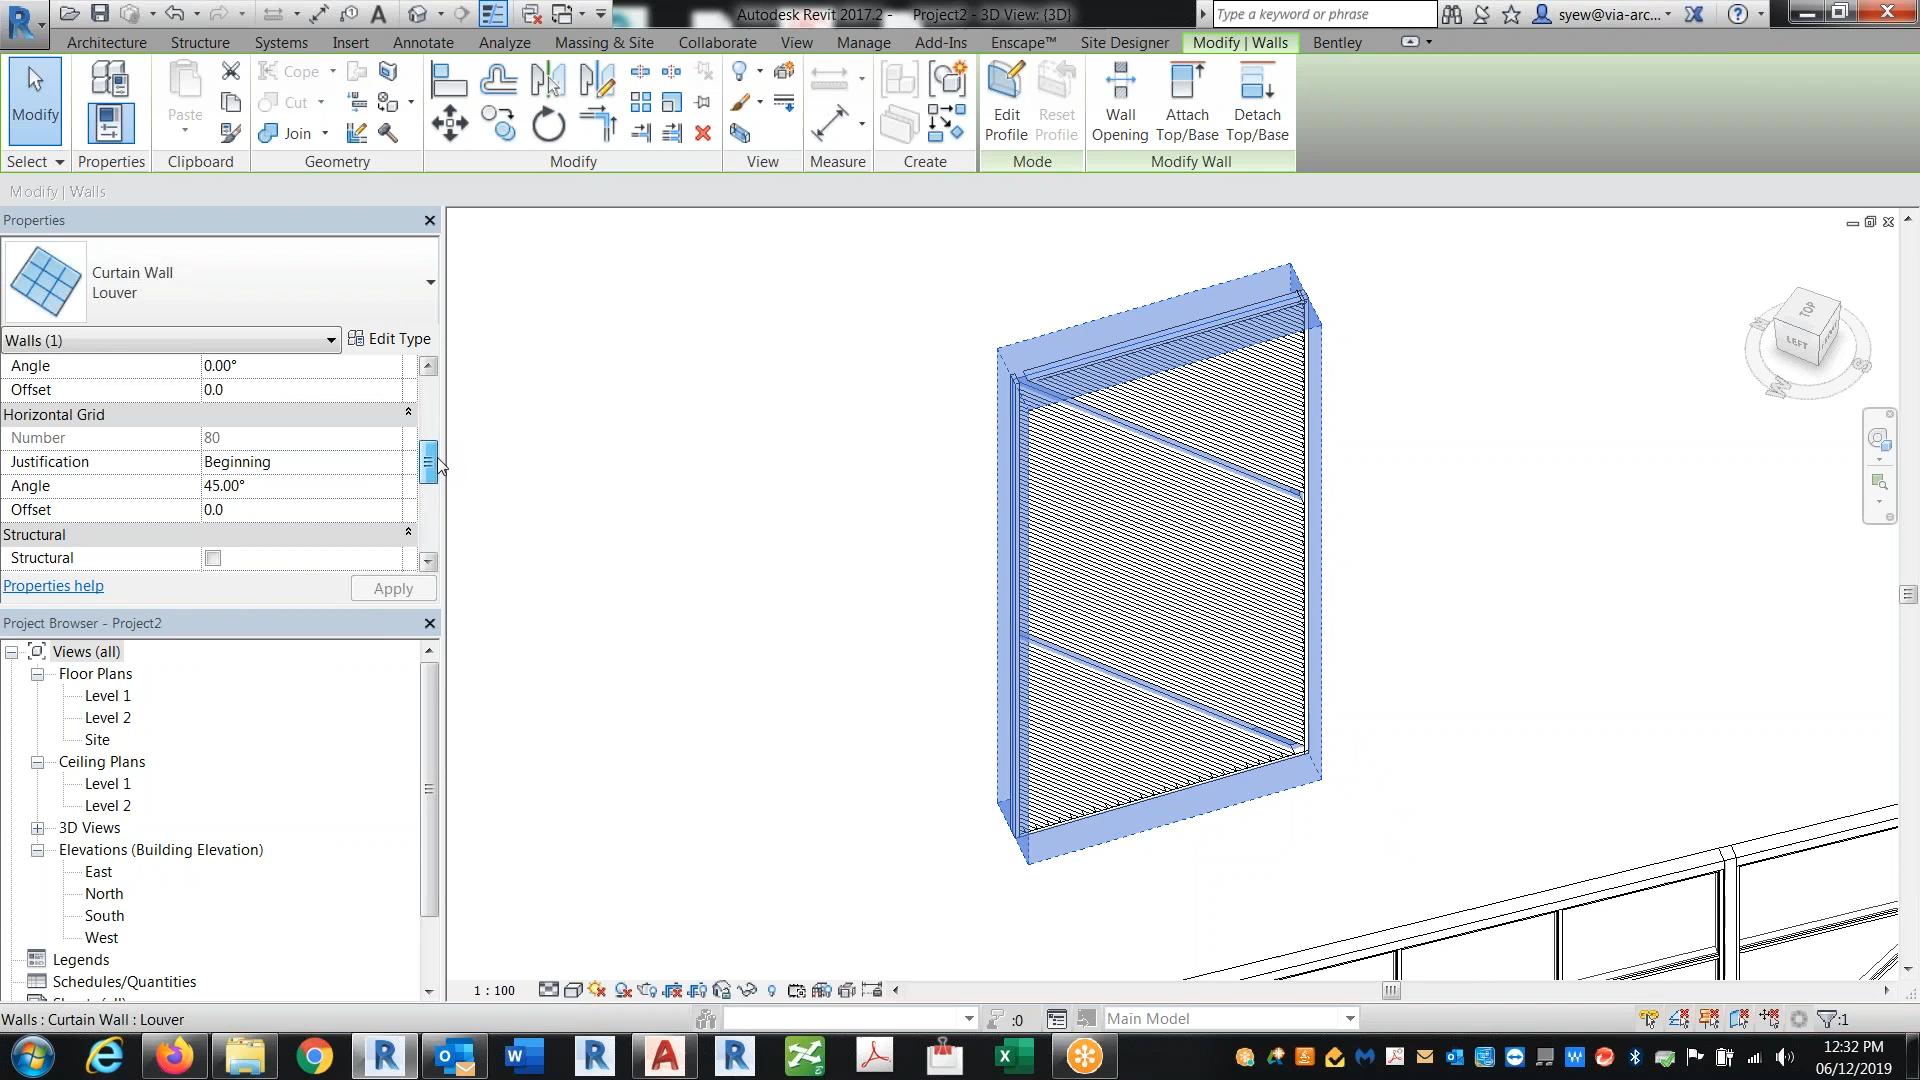 Autodesk Revit 2017.2 -
Project2 - 3D View: {3D}
Type a keyword or phrase
syew@via-arc...
Architecture
Structure
Systems
Insert
Annotate
Analyze
Massing & Site
Collaborate
View
Manage
Add-Ins
Enscape™
Site Designer
Modify | Walls
Bentley
Modify
Paste
Cope
Cut
Join
Edit
Profile
Reset
Profile
Wall
Opening
Attach
Top/Base
Detach
Top/Base
Select
Properties
Clipboard
Geometry
Modify
View
Measure
Create
Mode
Modify Wall
Modify | Walls
Properties
Curtain Wall
Louver
Walls (1)
Edit Type
Angle 0.00°
Offset 0.0
Horizontal Grid
Number 80
Justification Beginning
Angle 45.00°
Offset 0.0
Structural
Structural
Properties help
Apply
Project Browser - Project2
Views (all)
Floor Plans
Level 1
Level 2
Site
Ceiling Plans
Level 1
Level 2
3D Views
Elevations (Building Elevation)
East
North
South
West
Legends
Schedules/Quantities
TOP
LEFT
1 : 100
Walls : Curtain Wall : Louver
:0
Main Model
:1
12:32 PM
06/12/2019